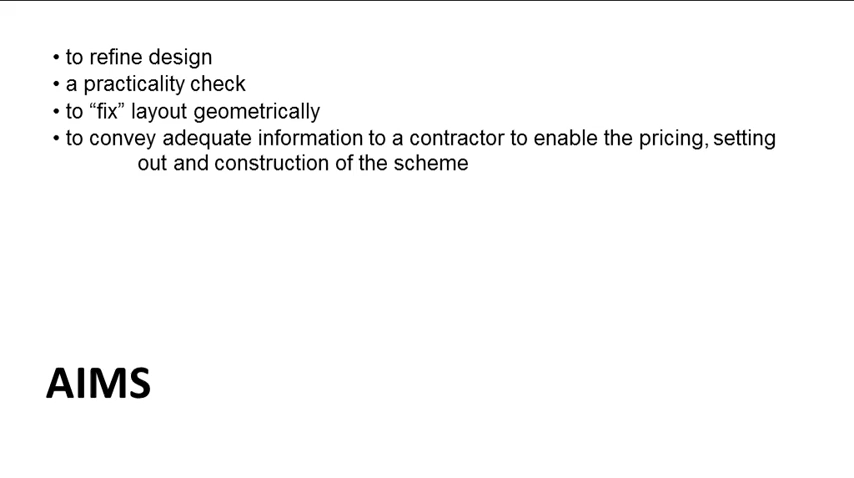 • to refine design
• a practicality check
• to “fix” layout geometrically
• to convey adequate information to a contractor to enable the pricing, setting
out and construction of the scheme
AIMS